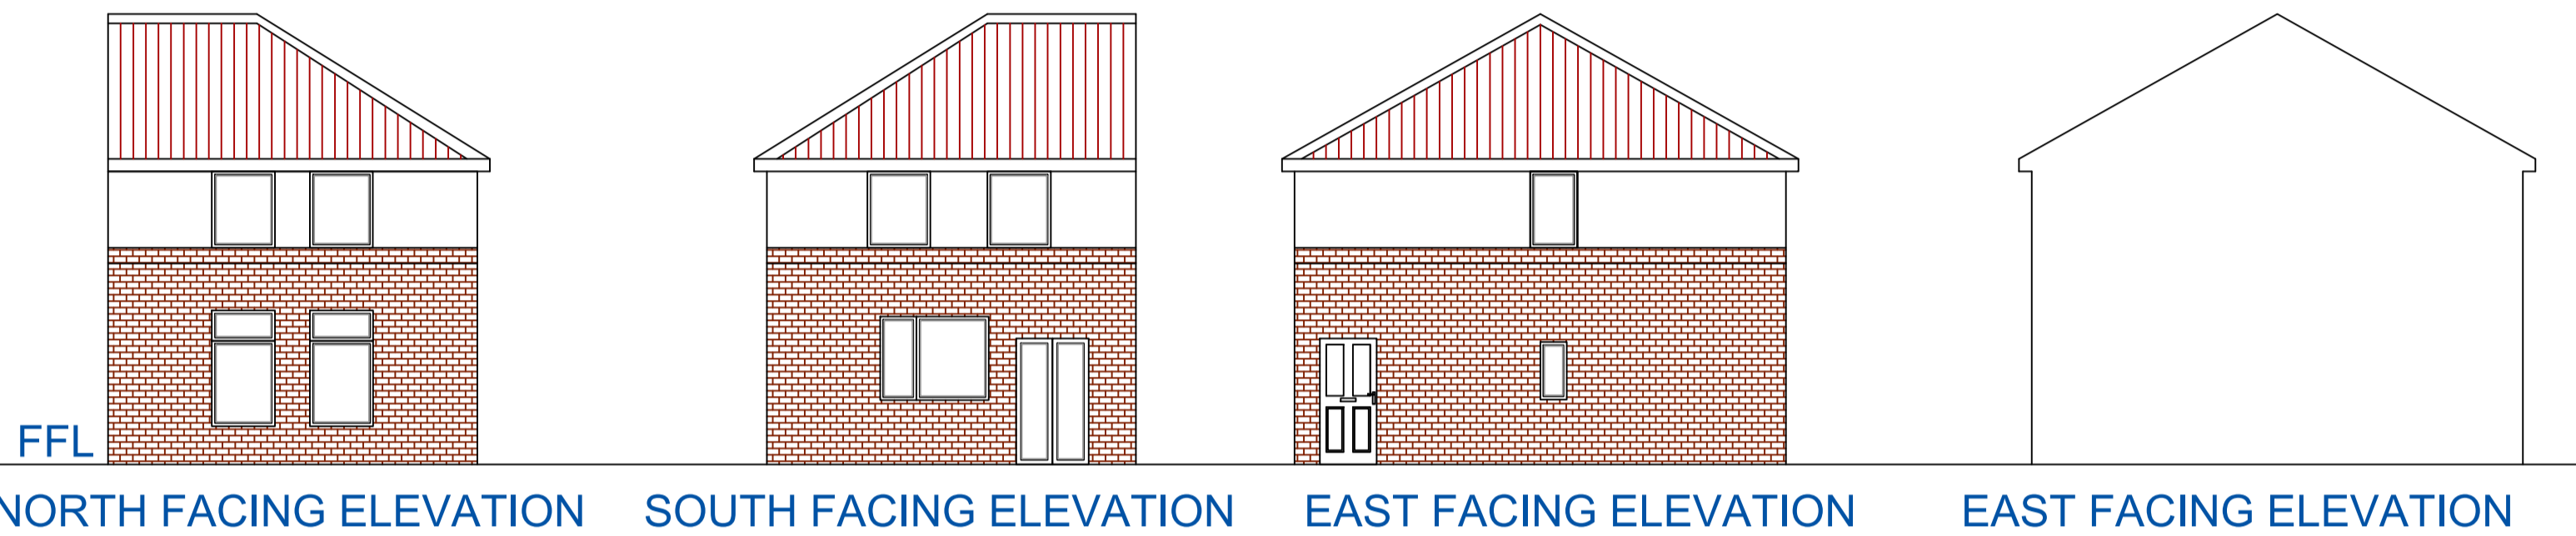 FFL
NORTH FACING ELEVATION
SOUTH FACING ELEVATION
EAST FACING ELEVATION
EAST FACING ELEVATION